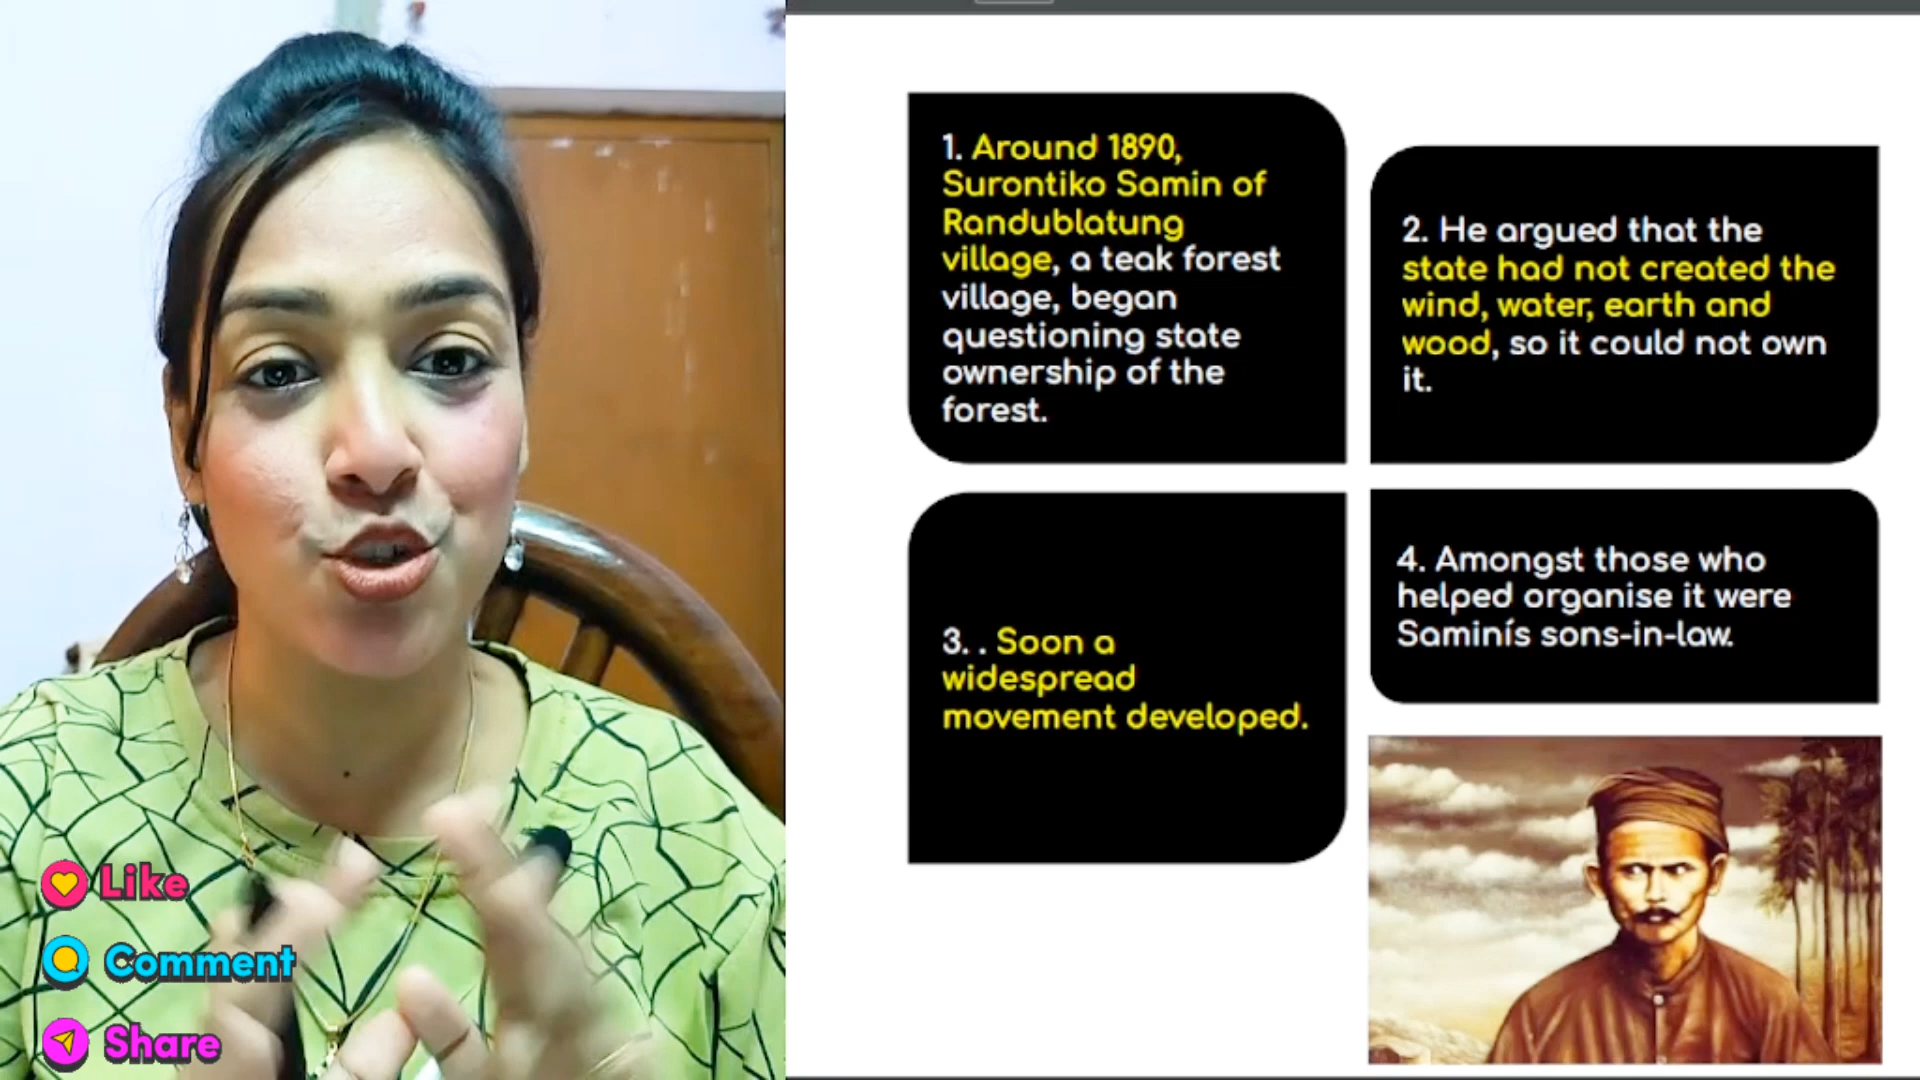 1. Around 1890,
Surontiko Samin of
Randublatung
village, a teak forest
village, began
questioning state
ownership of the
forest.
2. He argued that the
state had not created the
wind, water, earth and
wood, so it could not own
it.
3. . Soon a
widespread
movement developed.
4. Amongst those who
helped organise it were
Saminís sons-in-law.
Like
Comment
Share